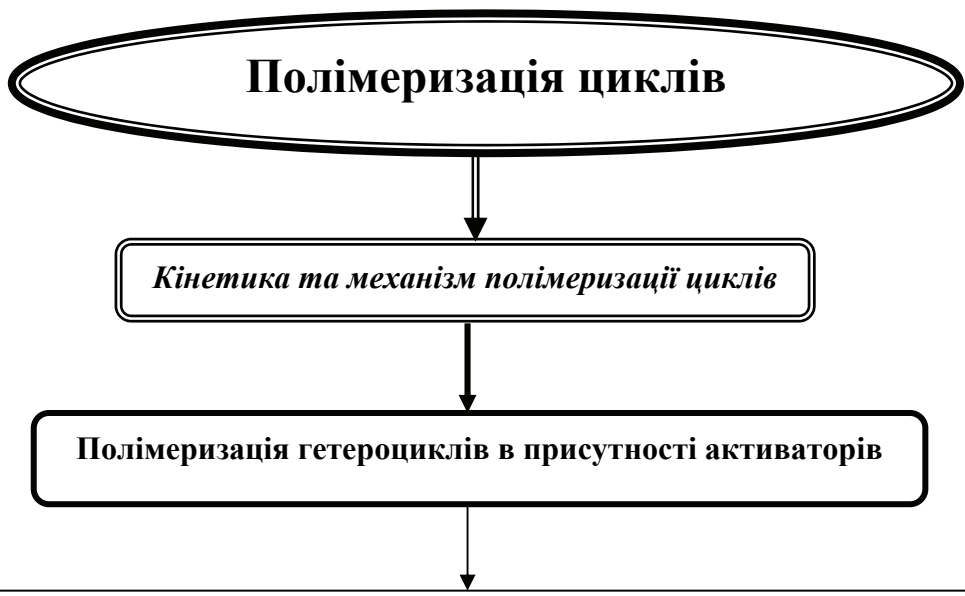 Полімеризація циклів
Кінетика та механізм полімеризації циклів
Полімеризація гетероциклів в присутності активаторів